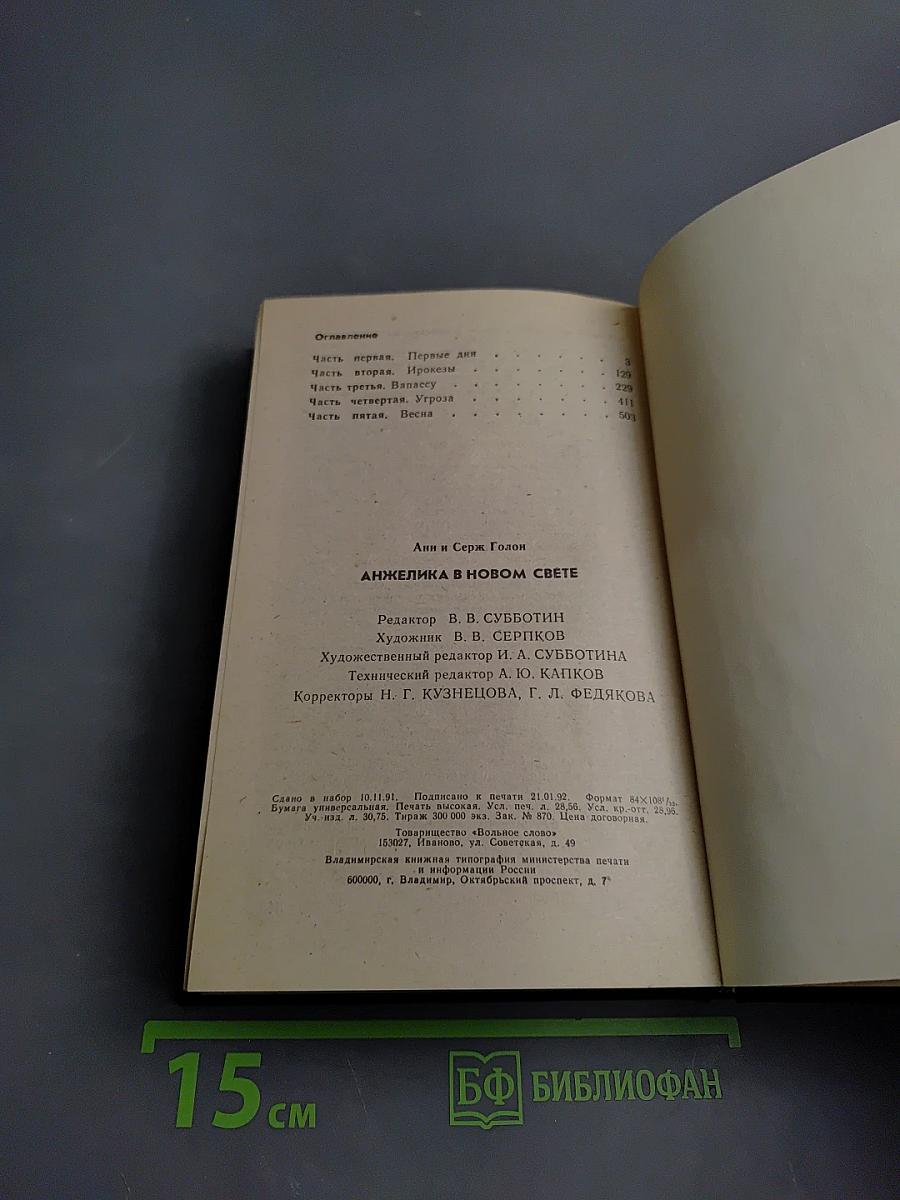 Оглавление
Часть первая. Первые дни . . . . . . 3
Часть вторая. Ирокезы . . . . . . . 129
Часть третья. Вапассу . . . . . . . 229
Часть четвертая. Угроза . . . . . . . 411
Часть пятая. Весна . . . . . . . 503
Анн и Серж Голон
АНЖЕЛИКА В НОВОМ СВЕТЕ
Редактор В. В. СУББОТИН
Художник В. В. СЕРПКОВ
Художественный редактор И. А. СУББОТИНА
Технический редактор А. Ю. КАПКОВ
Корректоры Н. Г. КУЗНЕЦОВА, Г. Л. ФЕДЯКОВА
Сдано в набор 10.11.91. Подписано к печати 21.01.92. Формат 84×108¹/₃₂.
Бумага универсальная. Печать высокая. Усл. печ. л. 28,56. Усл. кр.-отт. 28,96.
Уч. изд. л. 30,75. Тираж 300 000 экз. Зак. № 870. Цена договорная.
Товарищество «Вольное слово»
153027, Иваново, ул. Советская, д. 49
Владимирская книжная типография министерства печати
и информации России
600000, г. Владимир, Октябрьский проспект, д. 7
15 см
БФ БИБЛИОФАН